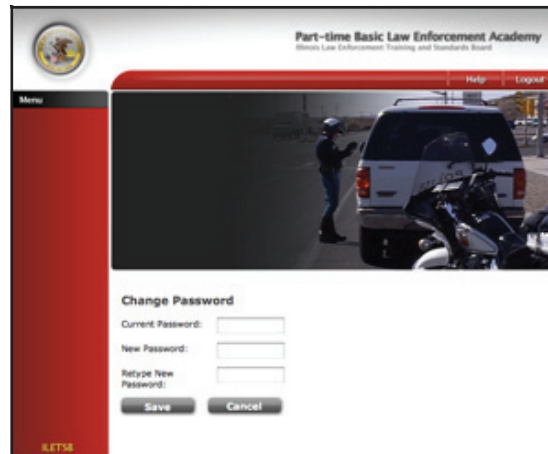 Part-time Basic Law Enforcement Academy
Illinois Law Enforcement Training and Standards Board
Help Logout
Menu
Change Password
Current Password:
New Password:
Retype New
Password:
Save Cancel
ILETSB